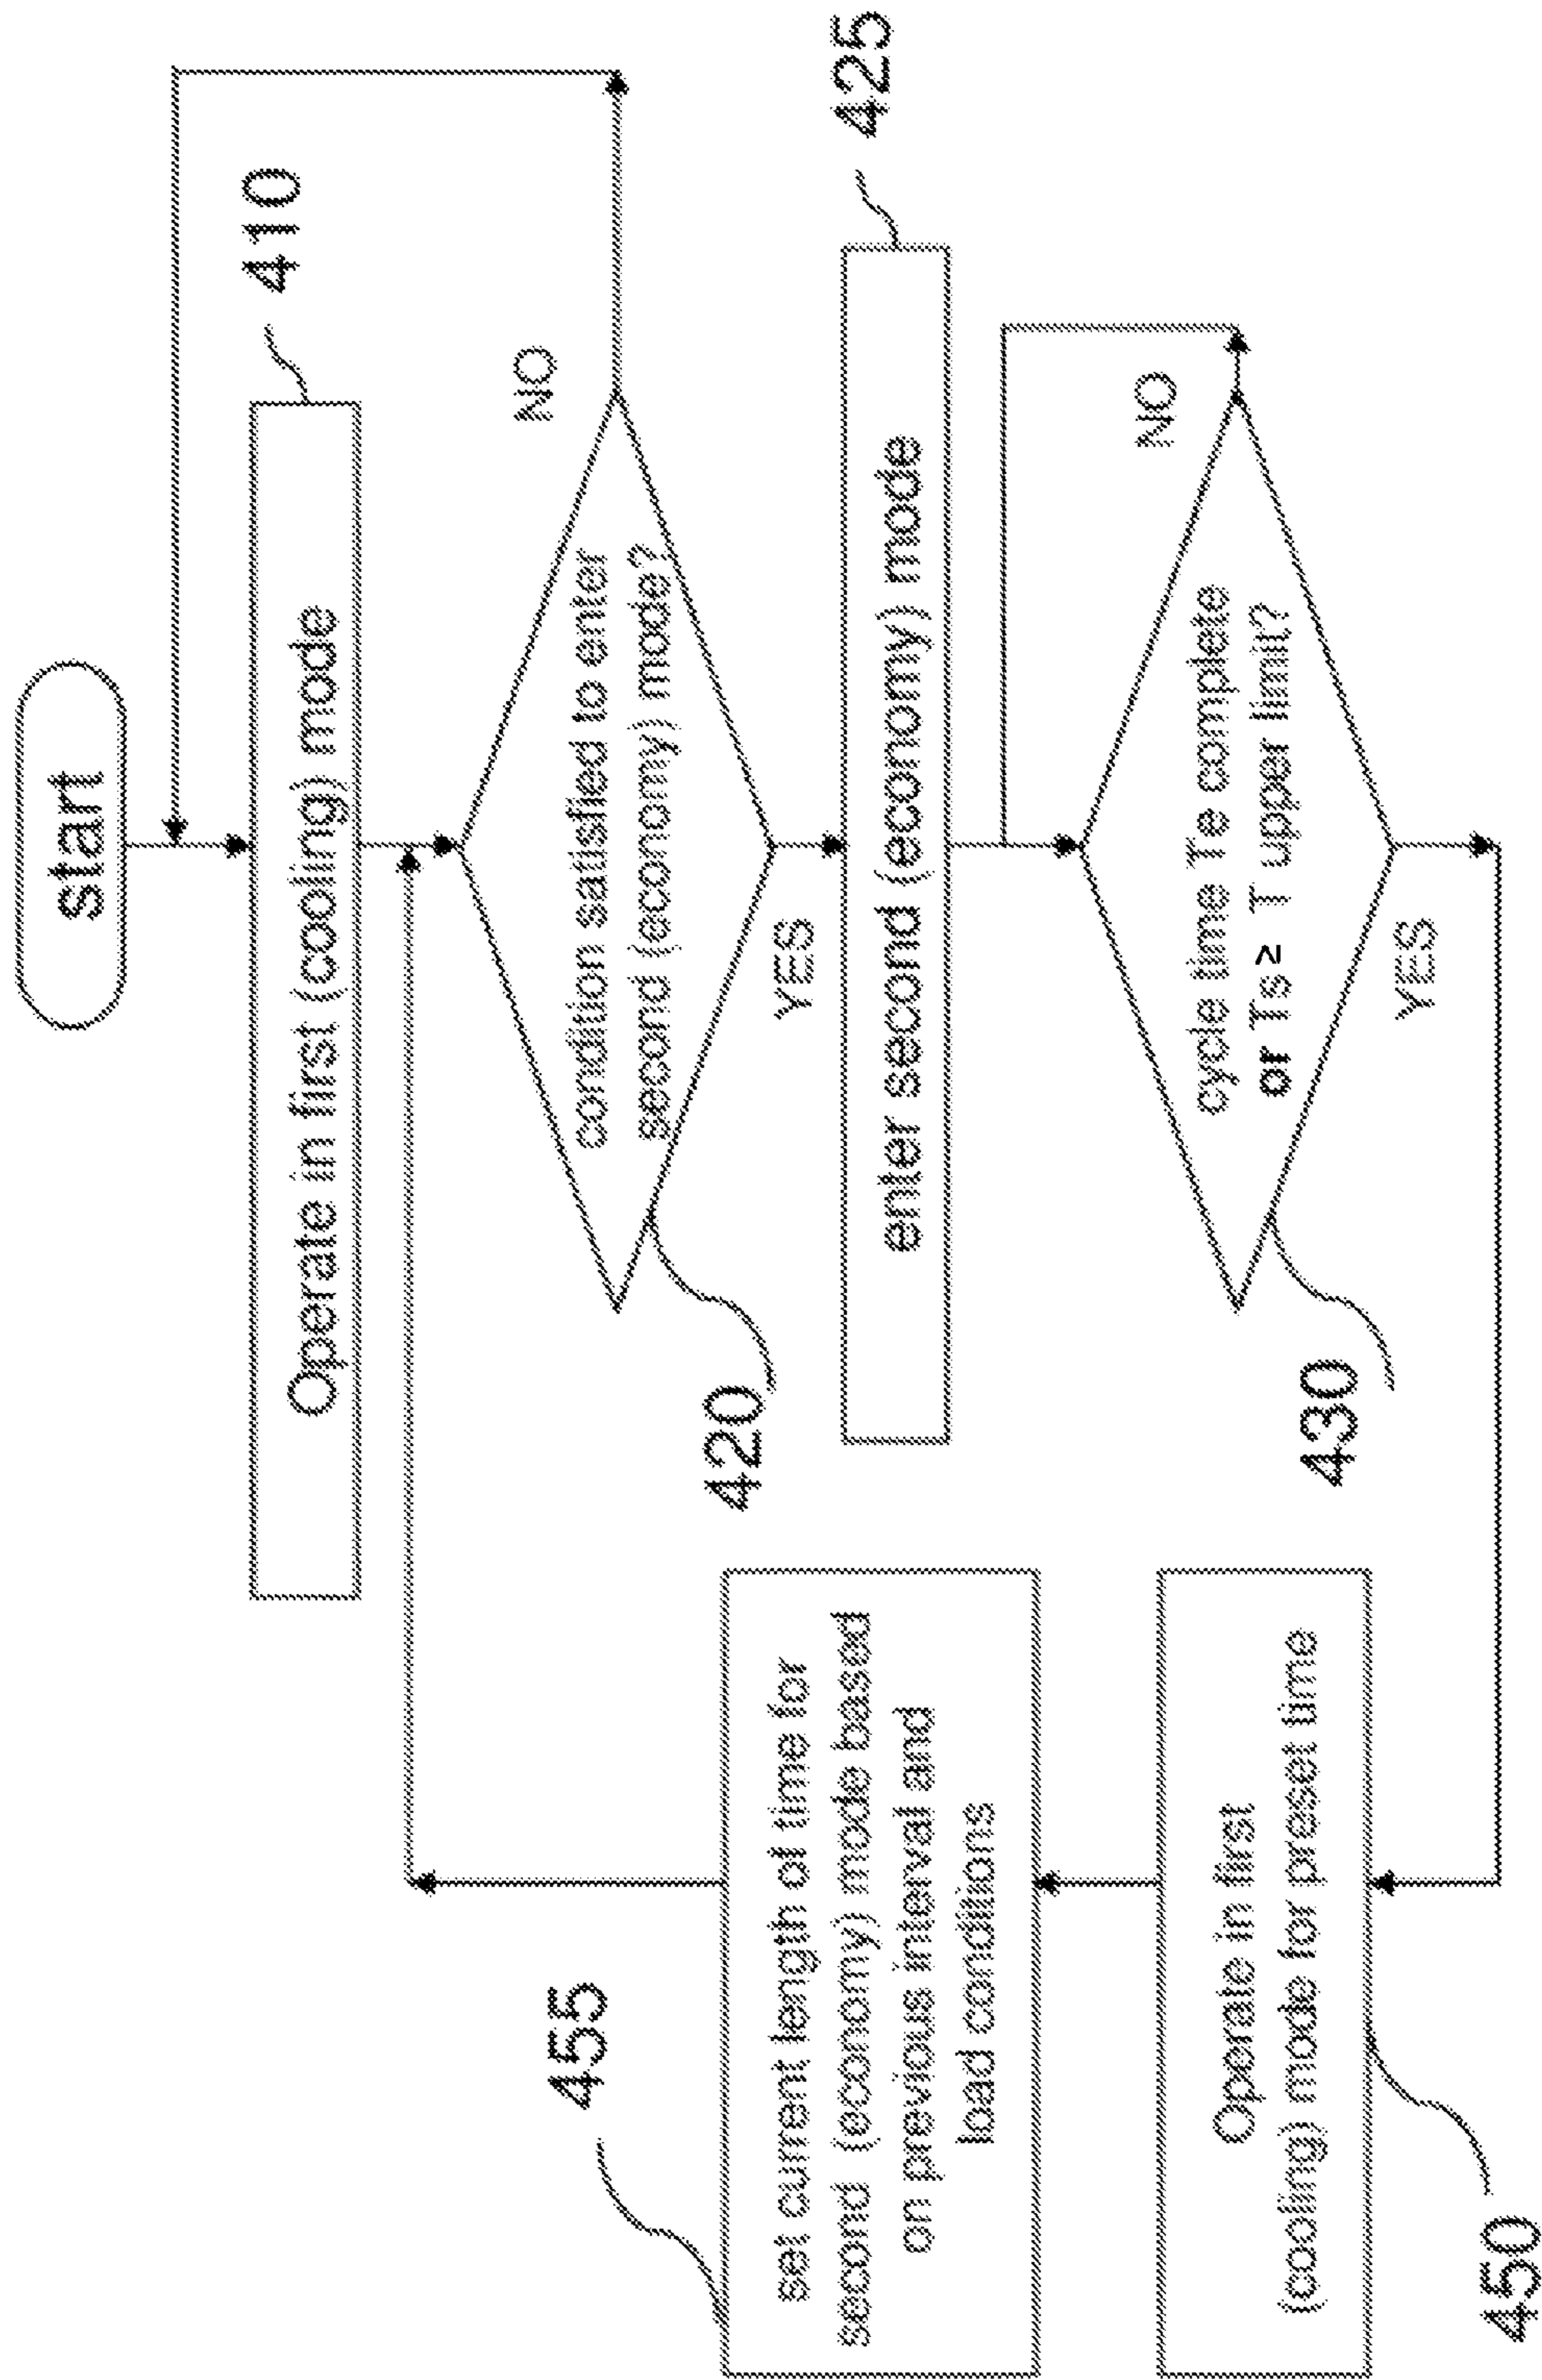 start
410
Operate in first (cooling) mode
condition satisfied to enter
second (economy) mode?
NO
420
YES
425
enter second (economy) mode
cycle time Te complete
or Ts ≥ T upper limit?
NO
430
YES
Operate in first
(cooling) mode for preset time
450
set current length of time for
second (economy) mode based
on previous interval and
load conditions
455